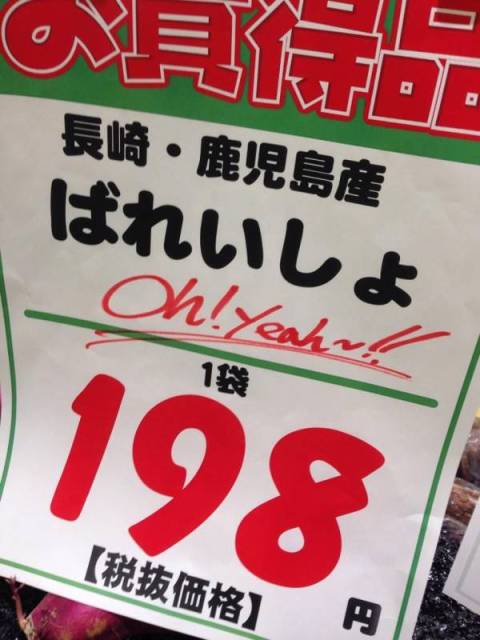 お買得品
長崎・鹿児島産
ばれいしょ
Oh! Yeah~!!
1袋
198
【税抜価格】 円